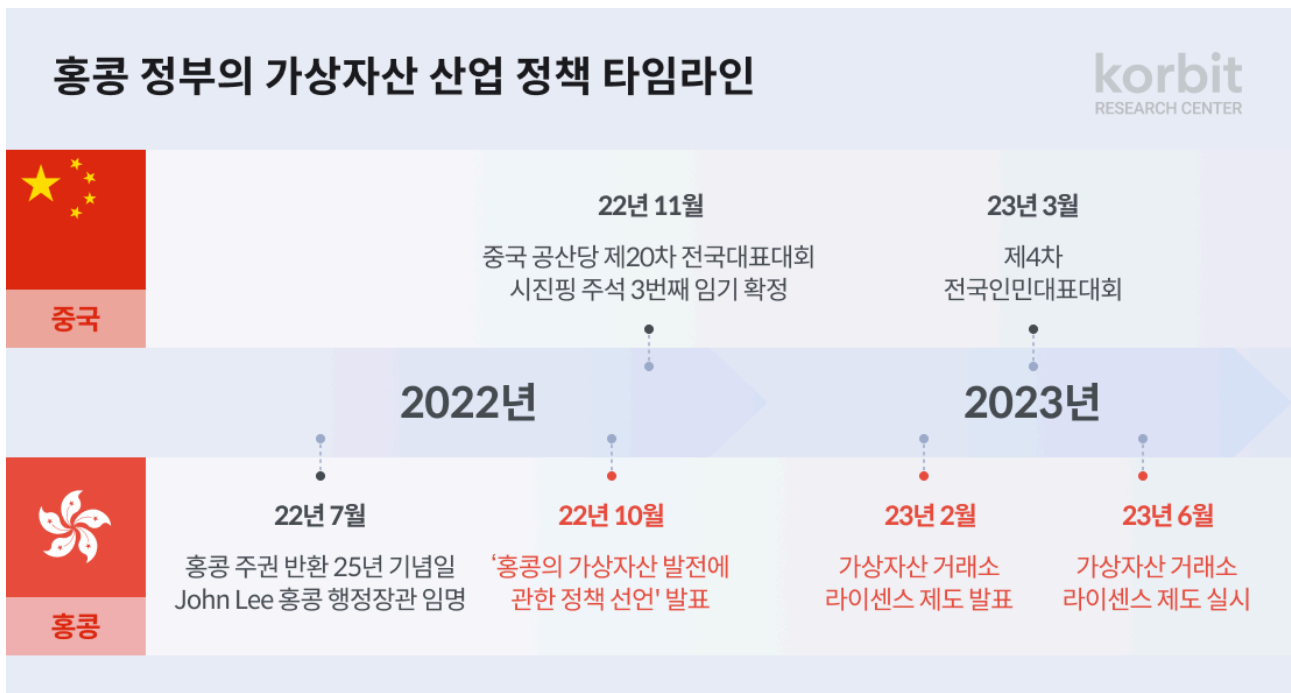 홍콩 정부의 가상자산 산업 정책 타임라인
korbit
RESEARCH CENTER
중국
22년 11월
중국 공산당 제20차 전국대표대회
시진핑 주석 3번째 임기 확정
23년 3월
제4차
전국인민대표대회
2022년
2023년
홍콩
22년 7월
홍콩 주권 반환 25년 기념일
John Lee 홍콩 행정장관 임명
22년 10월
‘홍콩의 가상자산 발전에
관한 정책 선언' 발표
23년 2월
가상자산 거래소
라이센스 제도 발표
23년 6월
가상자산 거래소
라이센스 제도 실시